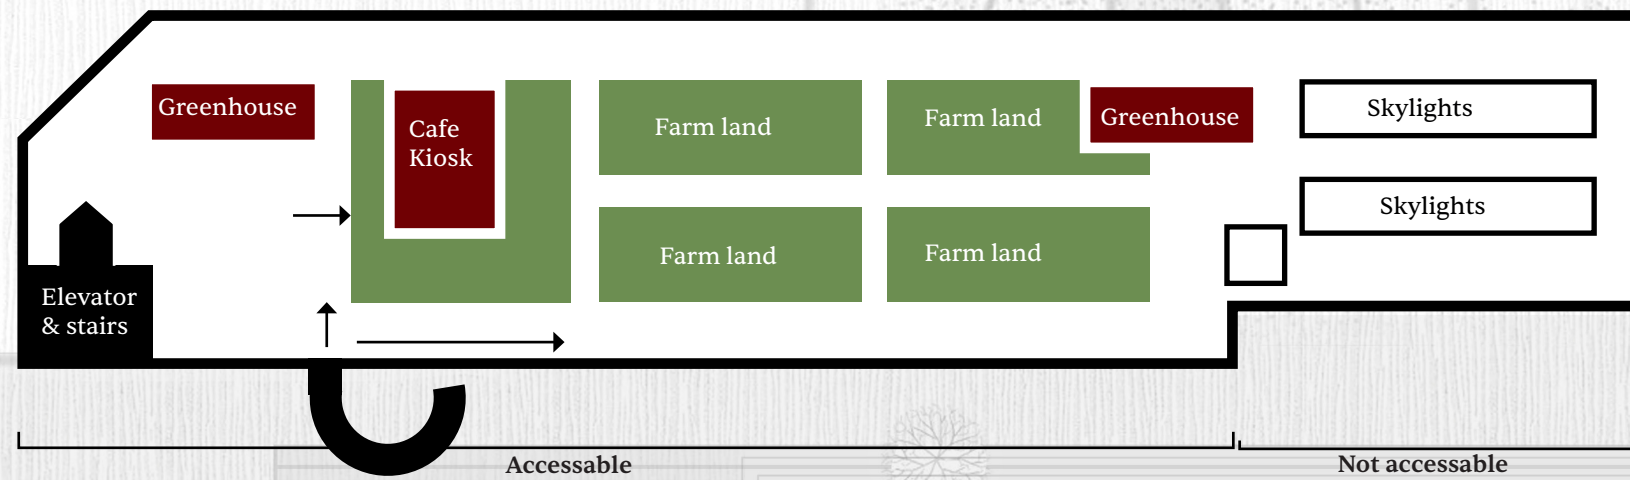 Greenhouse
Cafe
Kiosk
Farm land
Farm land
Greenhouse
Skylights
Skylights
Farm land
Farm land
Elevator
& stairs
Accessable
Not accessable